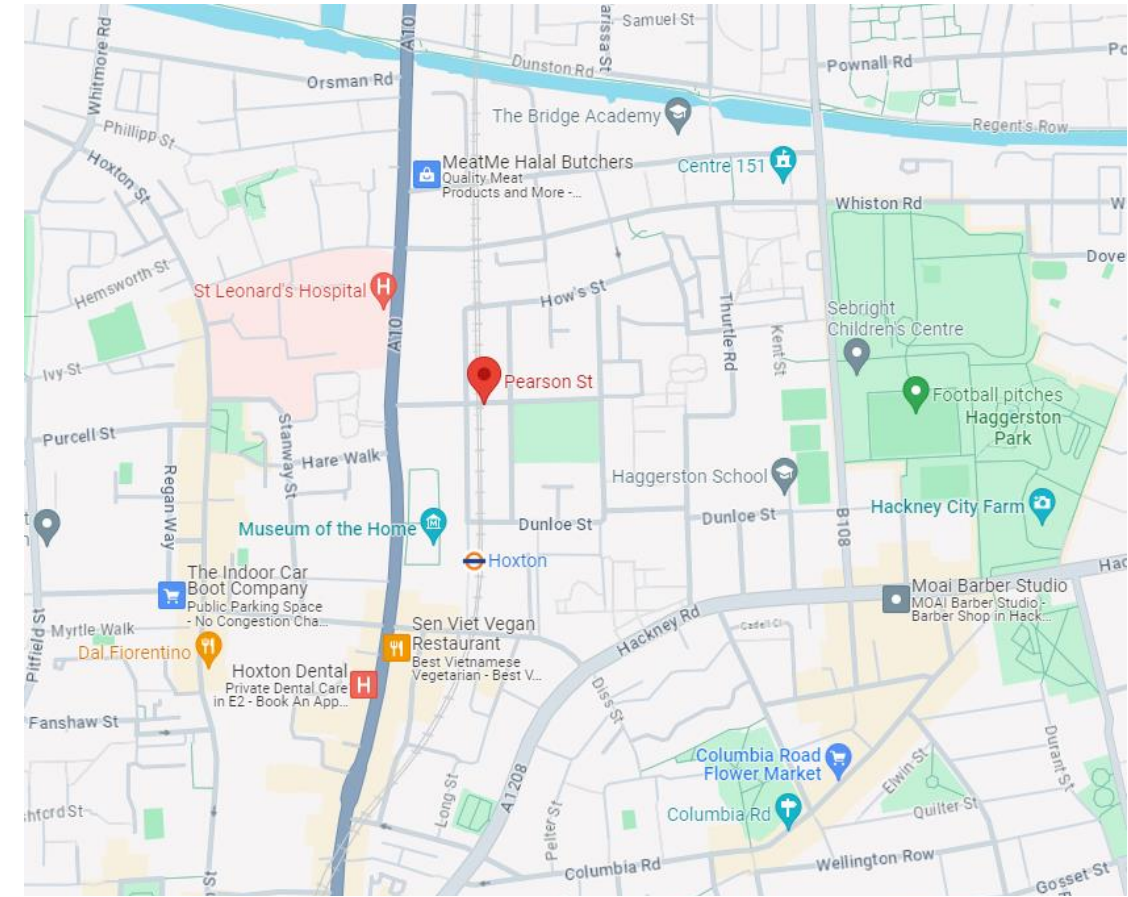 Samuel St
arissa St
A10
Whitmore Rd
Dunston Rd
Pownall Rd
Po
Orsman Rd
The Bridge Academy
Regent's Row
Phillipp St
Hoxton St
MeatMe Halal Butchers
Quality Meat
Products and More -...
Centre 151
Whiston Rd
W
Dove
Hemsworth St
St Leonard's Hospital
H
How's St
Thurtle Rd
Kent St
Sebright
Children's Centre
A10
Ivy St
Pearson St
Football pitches
Haggerston
Park
Purcell St
Stanway St
Hare Walk
Regan Way
Haggerston School
Hackney City Farm
Museum of the Home
Dunloe St
Dunloe St
B108
Hoxton
Hac
The Indoor Car
Boot Company
Public Parking Space
- No Congestion Cha...
Moai Barber Studio
MOAI Barber Studio -
Barber Shop in Hack...
Pitfield St
Myrtle Walk
Dal Fiorentino
Sen Viet Vegan
Restaurant
Best Vietnamese
Vegetarian - Best V...
Hackney Rd
Cadell Cl
Hoxton Dental
Private Dental Care
in E2 - Book An App...
H
Diss St
Fanshaw St
Columbia Road
Flower Market
Elwin St
Durant St
Long St
A1208
Pelter St
Columbia Rd
Quilter St
hford St
Columbia Rd
Wellington Row
Gosset St
St